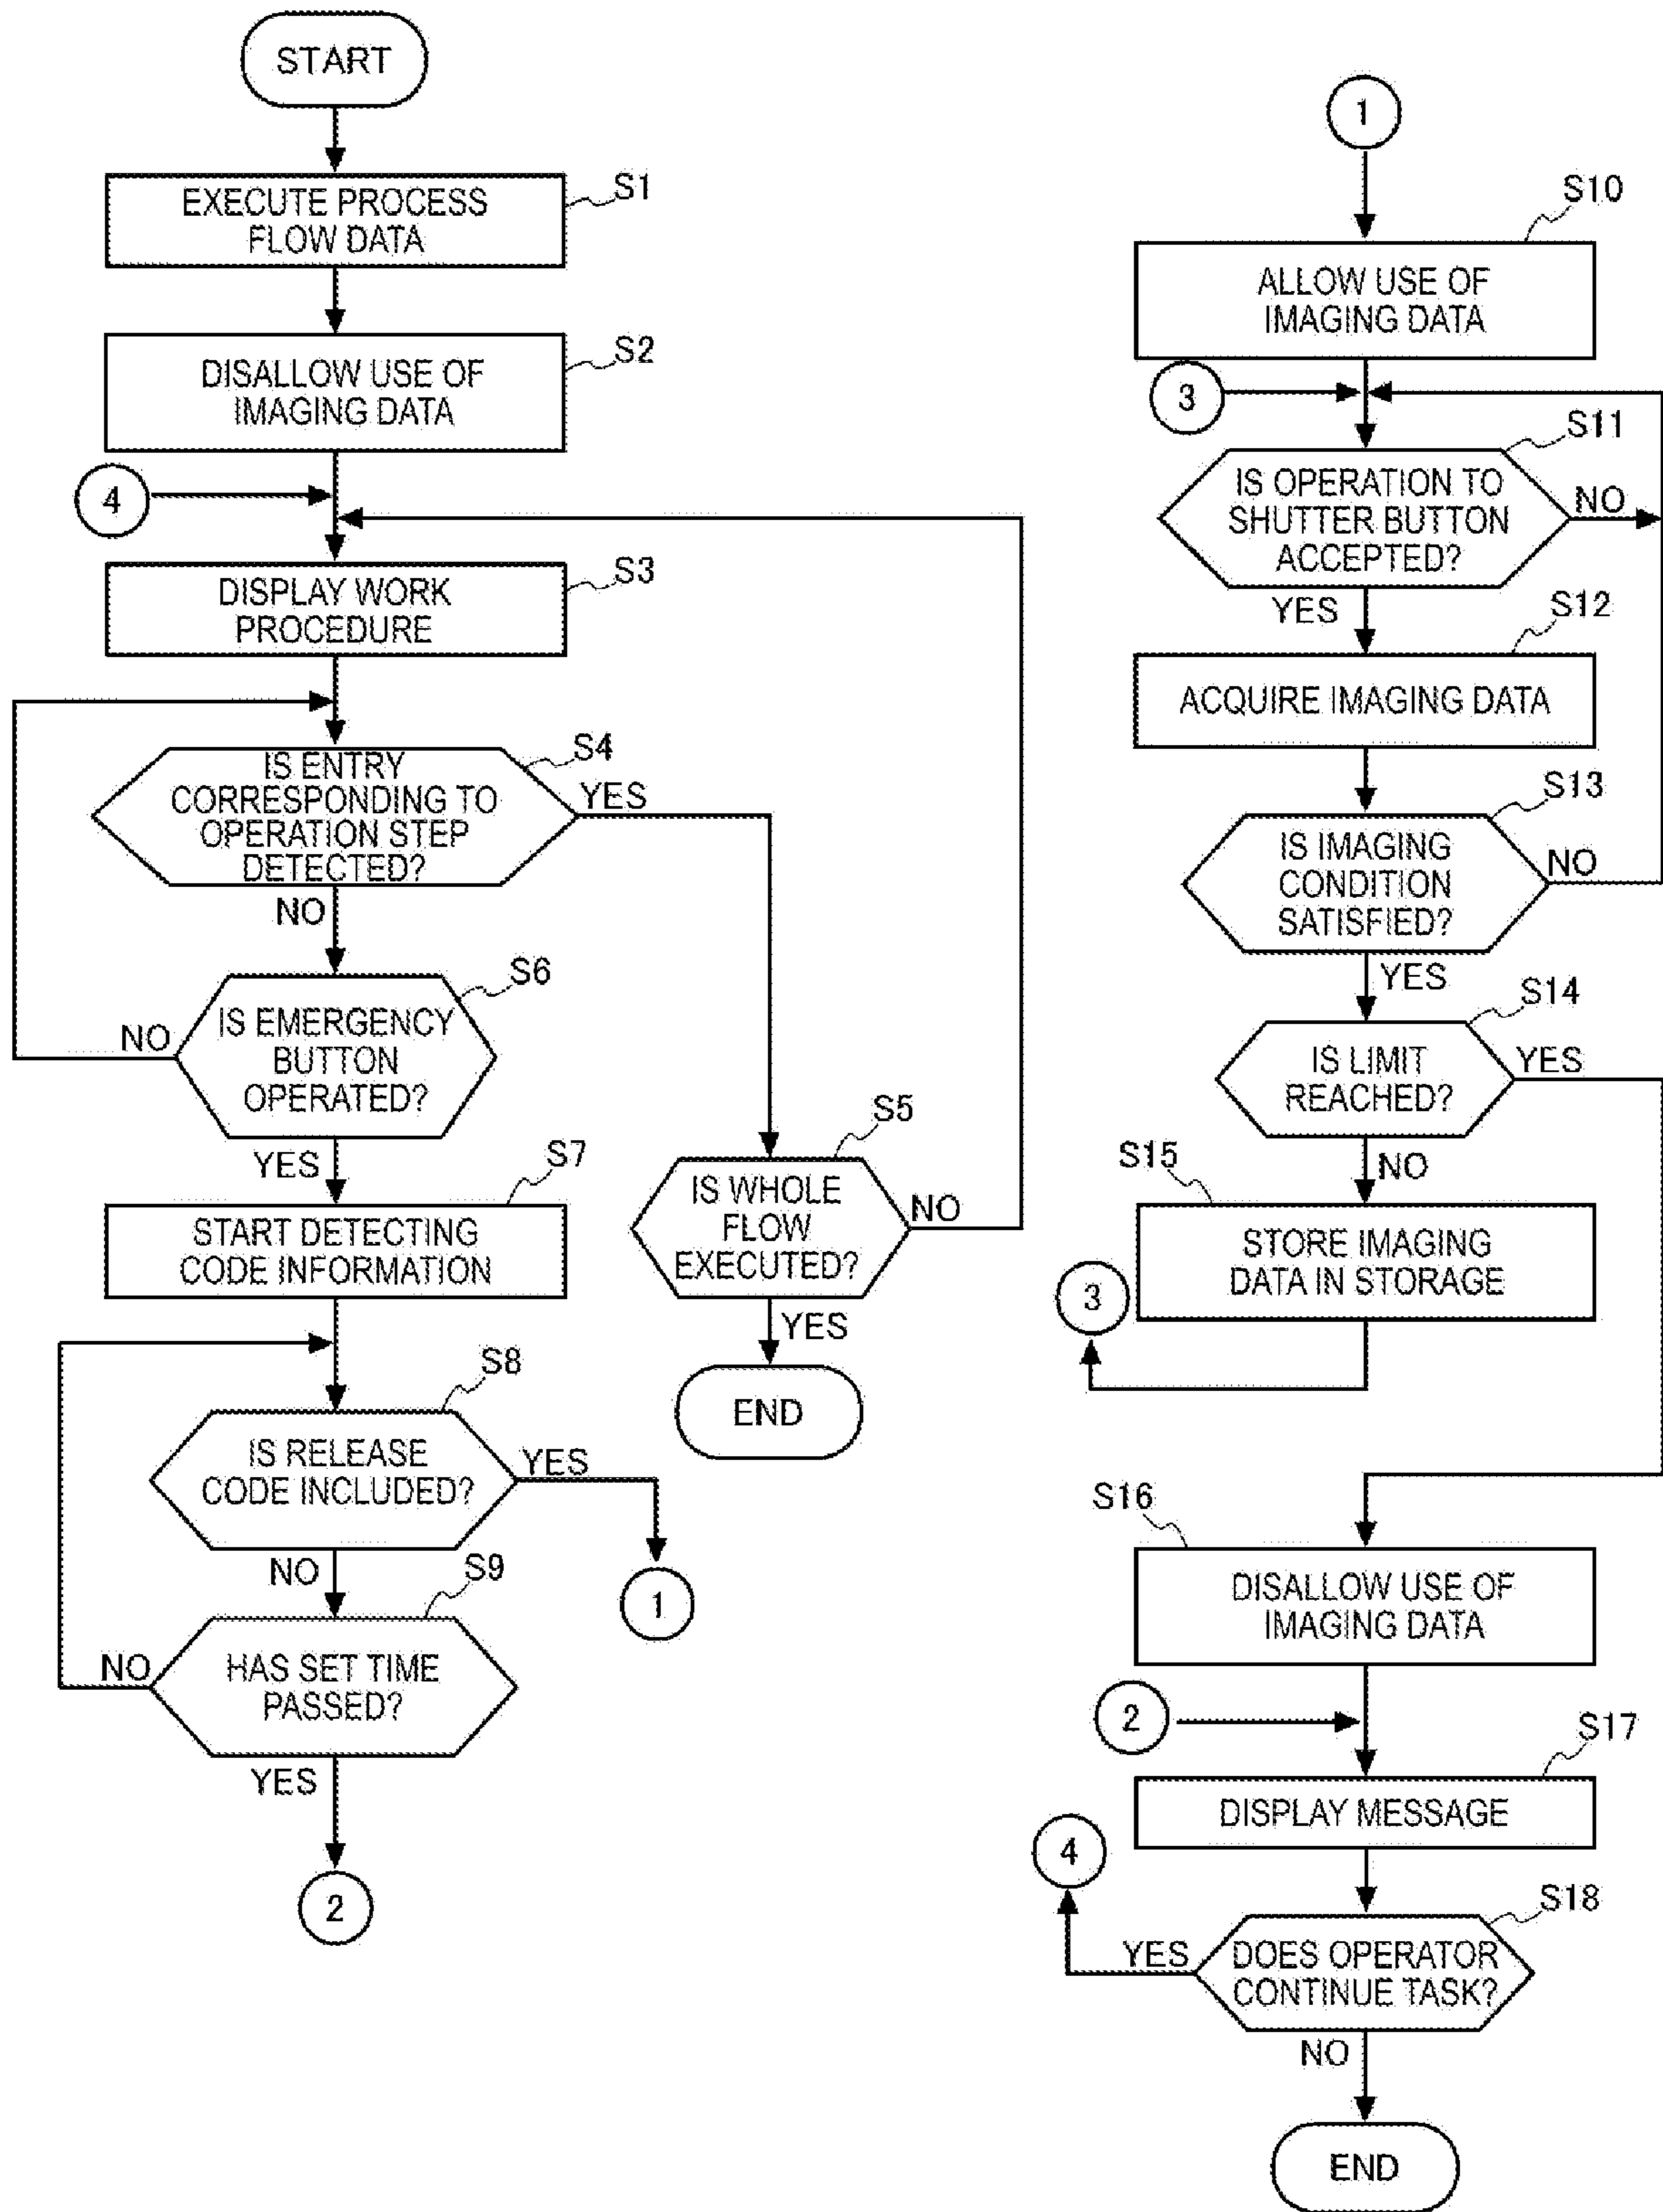 START
EXECUTE PROCESS
FLOW DATA
S1
DISALLOW USE OF
IMAGING DATA
S2
4
DISPLAY WORK
PROCEDURE
S3
IS ENTRY
CORRESPONDING TO
OPERATION STEP
DETECTED?
S4
YES
NO
IS EMERGENCY
BUTTON
OPERATED?
S6
NO
YES
START DETECTING
CODE INFORMATION
S7
IS WHOLE
FLOW
EXECUTED?
S5
NO
YES
END
IS RELEASE
CODE INCLUDED?
S8
YES
1
NO
HAS SET TIME
PASSED?
S9
NO
YES
2
1
ALLOW USE OF
IMAGING DATA
S10
3
IS OPERATION TO
SHUTTER BUTTON
ACCEPTED?
S11
NO
YES
ACQUIRE IMAGING DATA
S12
IS IMAGING
CONDITION
SATISFIED?
S13
NO
YES
IS LIMIT
REACHED?
S14
YES
NO
STORE IMAGING
DATA IN STORAGE
S15
3
DISALLOW USE OF
IMAGING DATA
S16
2
DISPLAY MESSAGE
S17
4
DOES OPERATOR
CONTINUE TASK?
S18
YES
NO
END